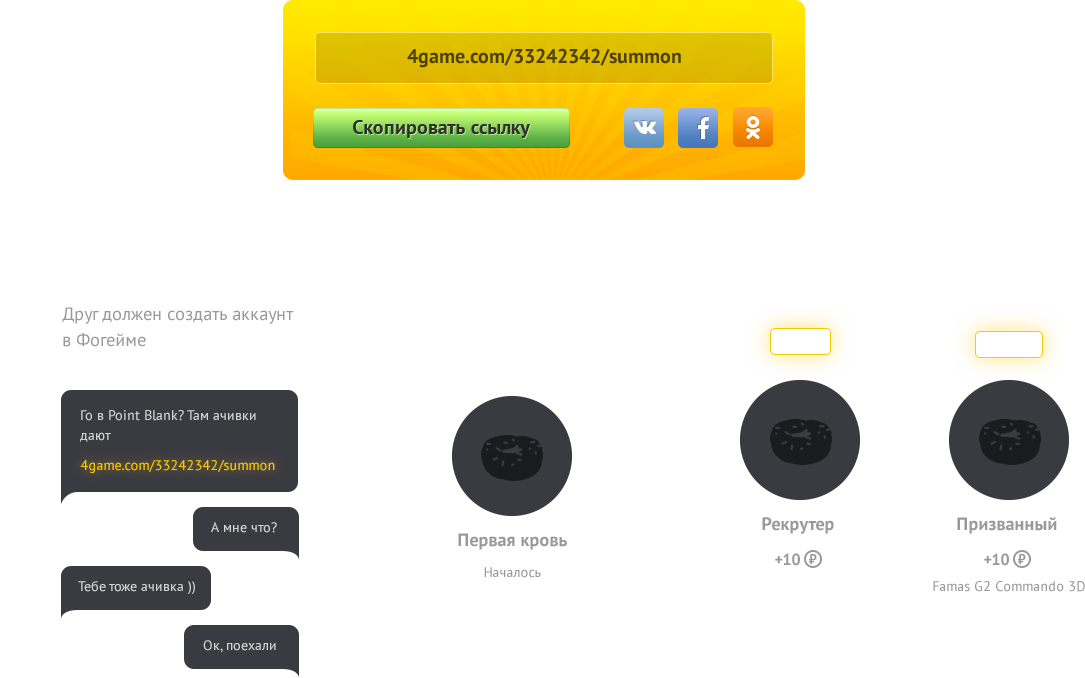 4game.com/33242342/summon
Скопировать ссылку
Друг должен создать аккаунт
в Фогейме
Го в Point Blank? Там ачивки
дают
4game.com/33242342/summon
А мне что?
Тебе тоже ачивка ))
Ок, поехали
Первая кровь
Началось
Рекрутер
+10 ₽
Призванный
+10 ₽
Famas G2 Commando 3D